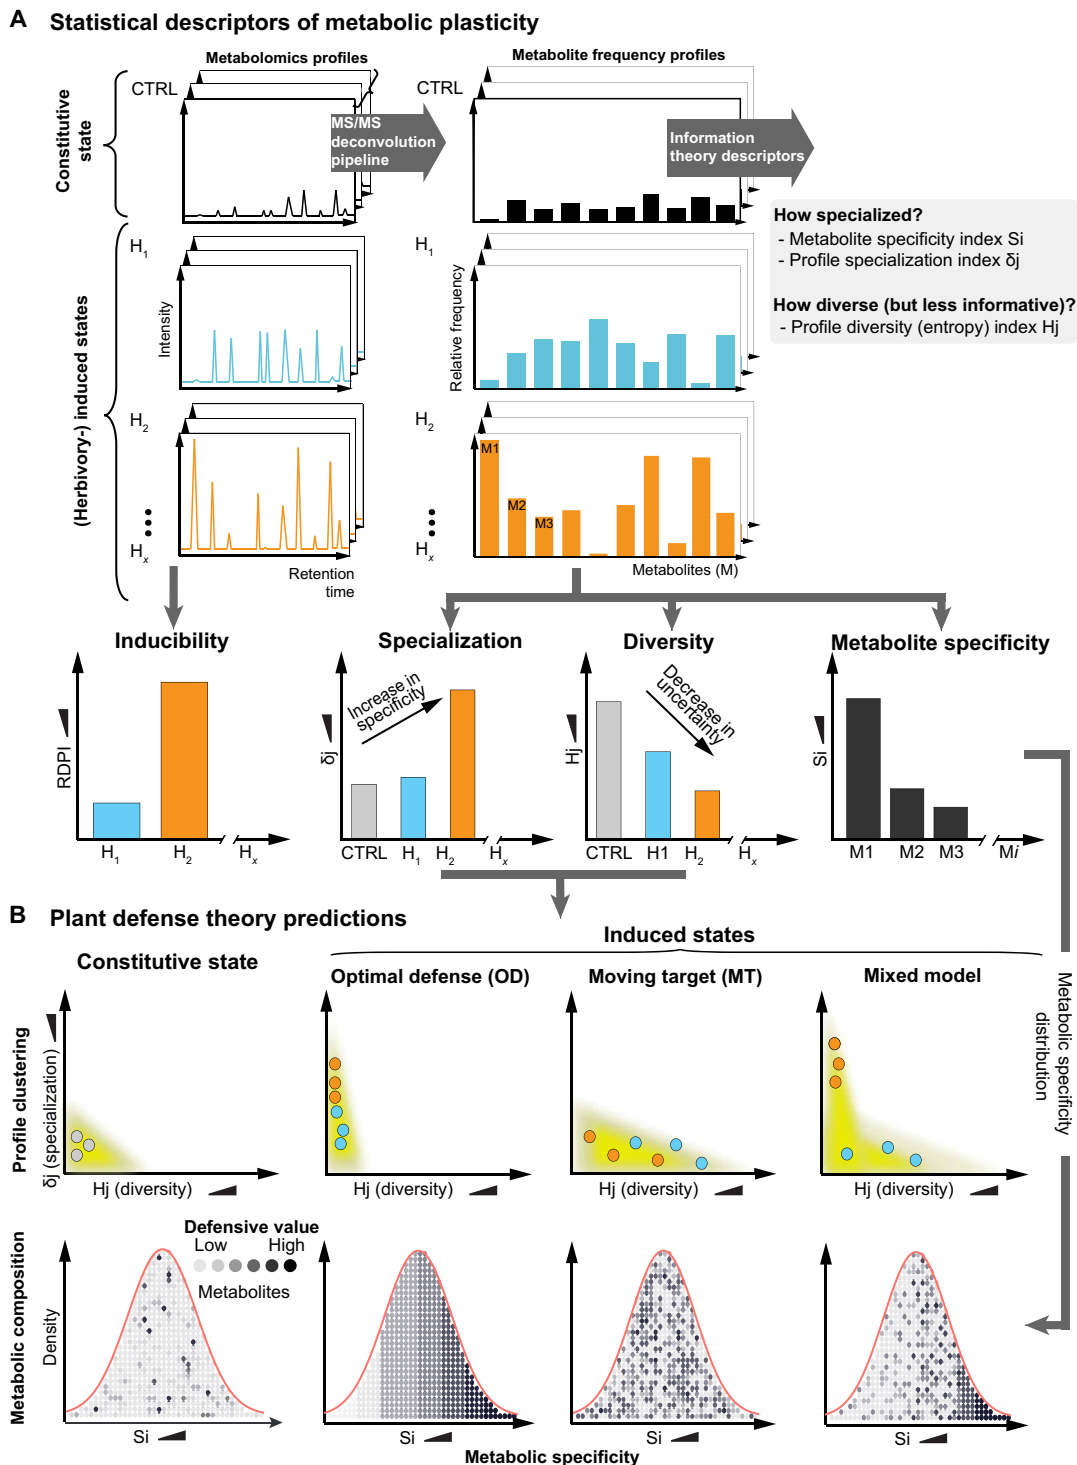 A Statistical descriptors of metabolic plasticity
Metabolomics profiles
Metabolite frequency profiles
Constitutive
state
CTRL
MS/MS
deconvolution
pipeline
CTRL
Information
theory descriptors
How specialized?
- Metabolite specificity index Si
- Profile specialization index δj
How diverse (but less informative)?
- Profile diversity (entropy) index Hj
(Herbivory-) induced states
H1
Intensity
H1
Relative frequency
H2
H2
M1
M2
M3
Hx
Retention
time
Hx
Metabolites (M)
Inducibility
RDPI
H1
H2
Hx
Specialization
δj
Increase in
specificity
CTRL
H1
H2
Hx
Diversity
Hj
Decrease in
uncertainty
CTRL
H1
H2
Hx
Metabolite specificity
Si
M1
M2
M3
Mi
B Plant defense theory predictions
Induced states
Constitutive state
Optimal defense (OD)
Moving target (MT)
Mixed model
Metabolic specificity
distribution
Profile clustering
δj (specialization)
Hj (diversity)
Hj (diversity)
Hj (diversity)
Metabolic composition
Density
Defensive value
Low
High
Metabolites
Si
Si
Si
Si
Metabolic specificity